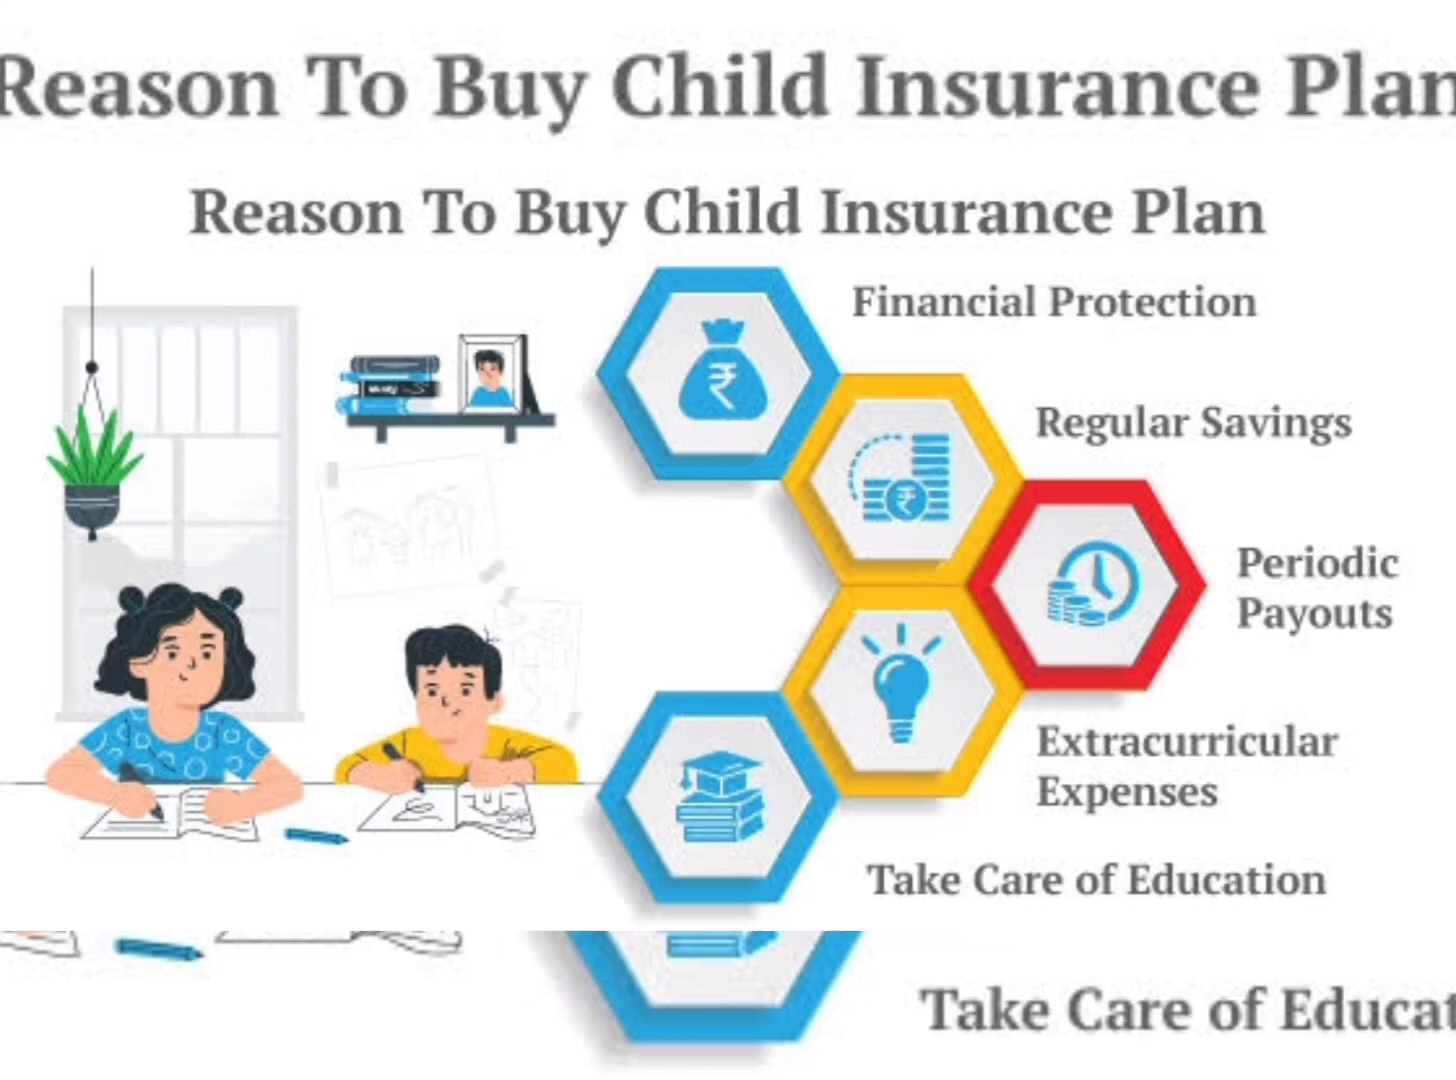 Reason To Buy Child Insurance Plan
Reason To Buy Child Insurance Plan
Financial Protection
Regular Savings
Periodic
Payouts
Extracurricular
Expenses
Take Care of Education
Take Care of Educat